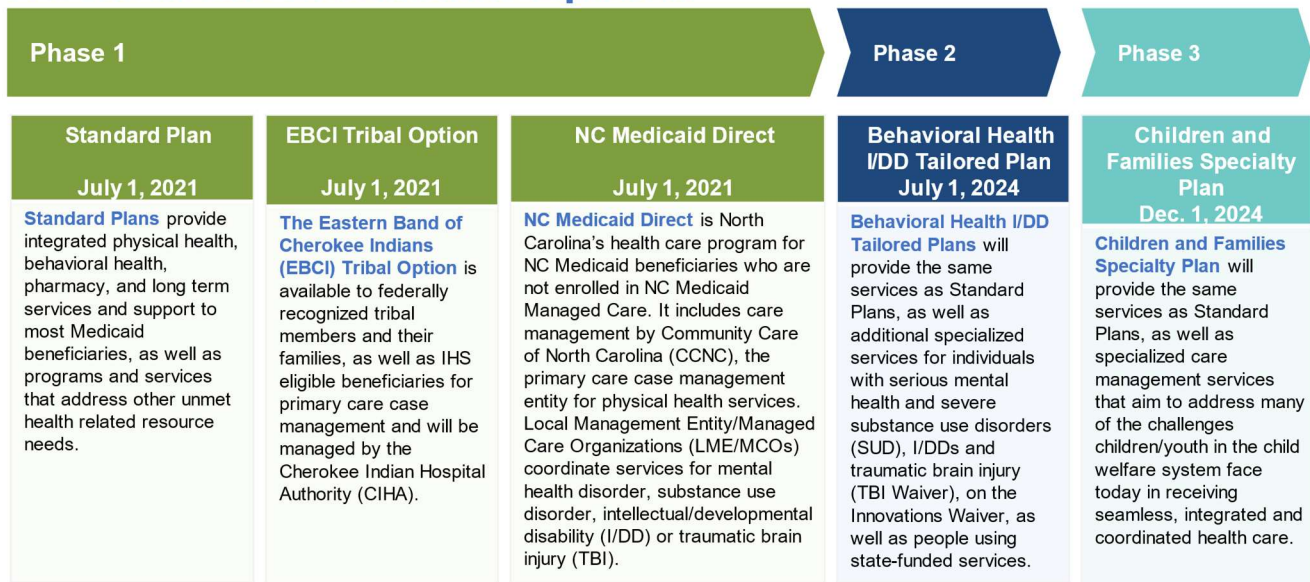 Phase 1
Phase 2
Phase 3
Standard Plan
July 1, 2021
Standard Plans provide
integrated physical health,
behavioral health,
pharmacy, and long term
services and support to
most Medicaid
beneficiaries, as well as
programs and services
that address other unmet
health related resource
needs.
EBCI Tribal Option
July 1, 2021
The Eastern Band of
Cherokee Indians
(EBCI) Tribal Option is
available to federally
recognized tribal
members and their
families, as well as IHS
eligible beneficiaries for
primary care case
management and will be
managed by the
Cherokee Indian Hospital
Authority (CIHA).
NC Medicaid Direct
July 1, 2021
NC Medicaid Direct is North
Carolina's health care program for
NC Medicaid beneficiaries who are
not enrolled in NC Medicaid
Managed Care. It includes care
management by Community Care
of North Carolina (CCNC), the
primary care case management
entity for physical health services.
Local Management Entity/Managed
Care Organizations (LME/MCOs)
coordinate services for mental
health disorder, substance use
disorder, intellectual/developmental
disability (I/DD) or traumatic brain
injury (TBI).
Behavioral Health
I/DD Tailored Plan
July 1, 2024
Behavioral Health I/DD
Tailored Plans will
provide the same
services as Standard
Plans, as well as
additional specialized
services for individuals
with serious mental
health and severe
substance use disorders
(SUD), I/DDs and
traumatic brain injury
(TBI Waiver), on the
Innovations Waiver, as
well as people using
state-funded services.
Children and
Families Specialty
Plan
Dec. 1, 2024
Children and Families
Specialty Plan will
provide the same
services as Standard
Plans, as well as
specialized care
management services
that aim to address many
of the challenges
children/youth in the child
welfare system face
today in receiving
seamless, integrated and
coordinated health care.